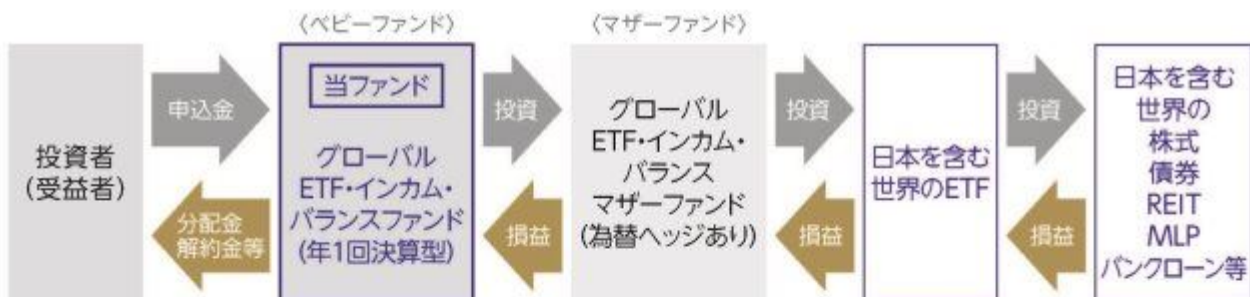 〈ベビーファンド〉
〈マザーファンド〉
投資者
(受益者)
申込金
分配金
解約金等
当ファンド
グローバル
ETF・インカム・
バランスファンド
(年1回決算型)
投資
損益
グローバル
ETF・インカム・
バランス
マザーファンド
(為替ヘッジあり)
投資
損益
日本を含む
世界のETF
投資
損益
日本を含む
世界の
株式
債券
REIT
MLP
バンクローン等